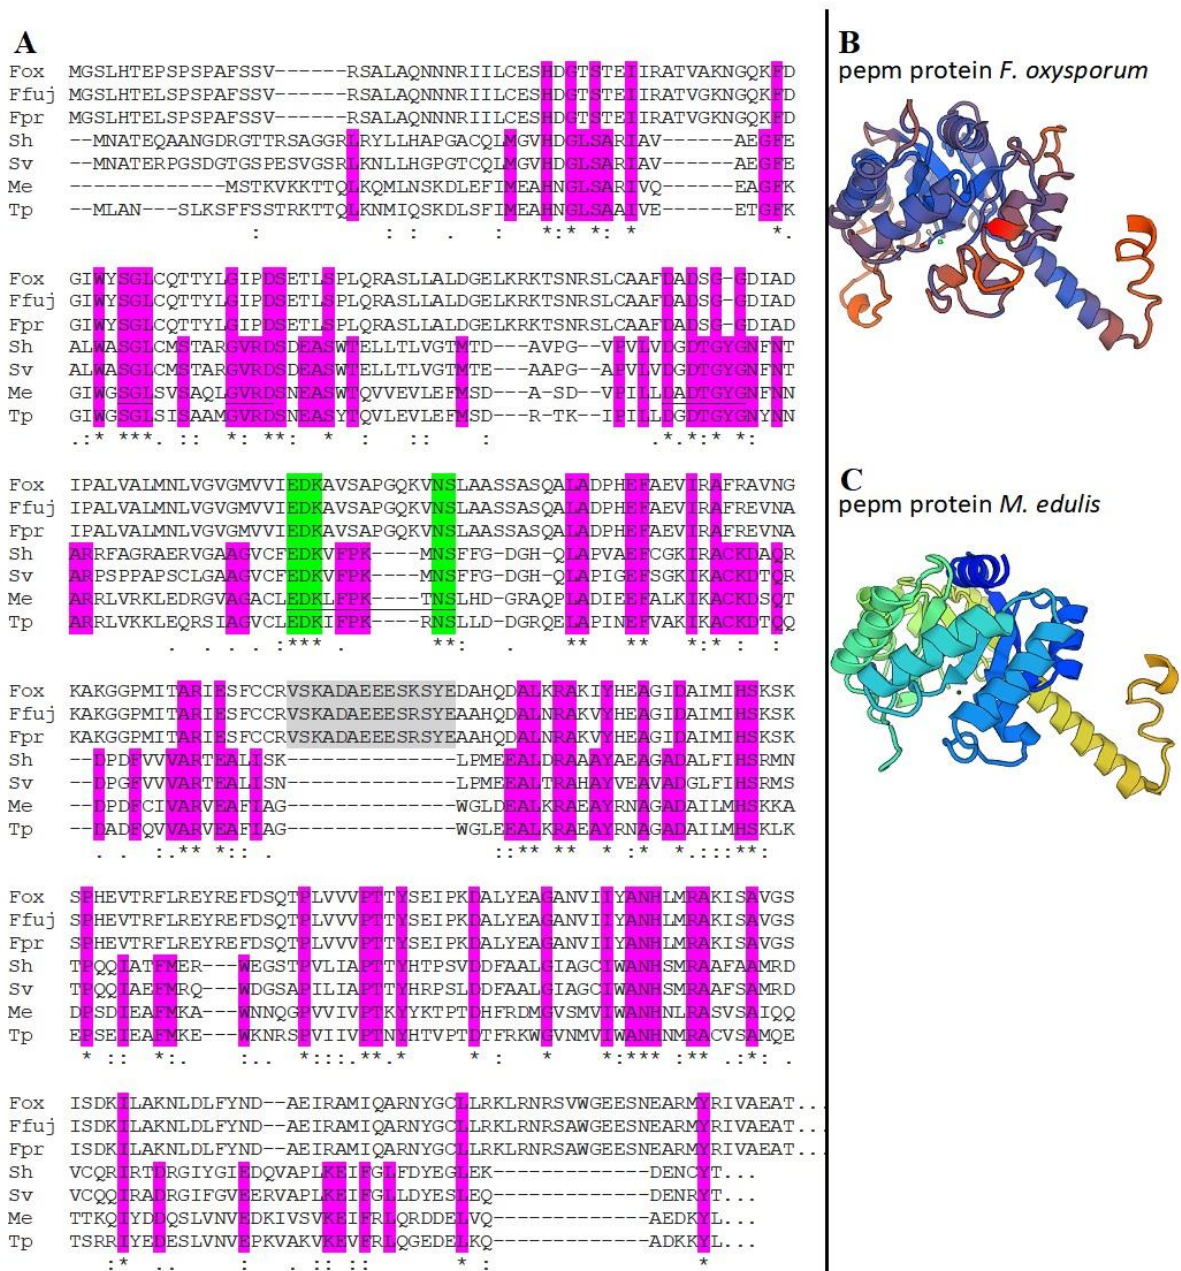 A
Fox MGSLHTEPSPSPAFSSV------RSALAQNNNRIILCESHDGTSTEIIRATVAKNGQKFD
Ffuj MGSLHTELSPSPAFSSV------RSALAQNNNRIILCESHDGTSTEIIRATVGKNGQKFD
Fpr MGSLHTELSPSPAFSSV------RSALAQNNNRIILCESHDGTSTEIIRATVGKNGQKFD
Sh --MNATEQAANGDRGTTRSAGGRLRYLLHAPGACQLMGVHDGLSARIAV------AEGFE
Sv --MNATERPGSDGTGSPESVGSRLKNLLHGPGTCQLMGVHDGLSARIAV------AEGFE
Me -------------MSTKVKKTTQLKQMLNSKDLEFIMEAHNGLSARIVQ------EAGFK
Tp --MLAN---SLKSFFSSTRKTTQLKNMIQSKDLSFIMEAHNGLSAAIVE------ETGFK
: : : . : *:* *: * *.
Fox GIWYSGLCQTTYLGIPDSETLSPLQRASLLALDGELKRKTSNRSLCAAFDADSG-GDIAD
Ffuj GIWYSGLCQTTYLGIPDSETLSPLQRASLLALDGELKRKTSNRSLCAAFDADSG-GDIAD
Fpr GIWYSGLCQTTYLGIPDSETLSPLQRASLLALDGELKRKTSNRSLCAAFDADSG-GDIAD
Sh ALWASGLCMSTARGVRDSDEASWTELLTLVGTMTD---AVPG--VPVLVDGDTGYGNFNT
Sv ALWASGLCMSTARGVRDSDEASWTELLTLVGTMTE---AAPG--APVLVDGDTGYGNFNT
Me GIWGSGLSVSAQLGVRDSNEASWTQVVEVLEFMSD---A-SD--VPILLDADTGYGNFNN
Tp GIWGSGLSISAAMGVRDSNEASYTQVLEVLEFMSD---R-TK--IPILLDGDTGYGNYNN
.:* ***. :: *: **: * : :: : .*.*:* *:
Fox IPALVALMNLVGVGMVVIEDKAVSAPGQKVNSLAASSASQALADPHEFAEVIRAFRAVNG
Ffuj IPALVALMNLVGVGMVVIEDKAVSAPGQKVNSLAASSASQALADPHEFAEVIRAFREVNA
Fpr IPALVALMNLVGVGMVVIEDKAVSAPGQKVNSLAASSASQALADPHEFAEVIRAFREVNA
Sh ARRFAGRAERVGAAGVCFEDKVFPK----MNSFFG-DGH-QLAPVAEFCGKIRACKDAQR
Sv ARPSPPAPSCLGAAGVCFEDKVFPK----MNSFFG-DGH-QLAPIGEFSGKIKACKDTQR
Me ARRLVRKLEDRGVAGACLEDKLFPK----TNSLHD-GRAQPLADIEEFALKIKACKDSQT
Tp ARRLVKKLEQRSIAGVCLEDKIFPK----RNSLLD-DGRQELAPINEFVAKIKACKDTQQ
. . . . :*** . **: . ** ** *:* : :
Fox KAKGGPMITARIESFCCRVSKADAEEESKSYEDAHQDALKRAKIYHEAGIDAIMIHSKSK
Ffuj KAKGGPMITARIESFCCRVSKADAEEESRSYEAAHQDALNRAKVYHEAGIDAIMIHSKSK
Fpr KAKGGPMITARIESFCCRVSKADAEEESRSYEAAHQDALNRAKVYHEAGIDAIMIHSKSK
Sh --DPDFVVVARTEALISK--------------LPMEEALDRAAAYAEAGADALFIHSRMN
Sv --DPGFVVVARTEALISN--------------LPMEEALTRAHAYVEAVADGLFIHSRMS
Me --DPDFCIVARVEAFIAG--------------WGLDEALKRAEAYRNAGADAILMHSKKA
Tp --DADFQVVARVEAFIAG--------------WGLEEALKRAEAYRNAGADAILMHSKLK
. . :.** *:: . ::** ** * :* *.:::**:
Fox SPHEVTRFLREYREFDSQTPLVVVPTTYSEIPKDALYEAGANVIIYANHLMRAKISAVGS
Ffuj SPHEVTRFLREYREFDSQTPLVVVPTTYSEIPKDALYEAGANVIIYANHLMRAKISAVGS
Fpr SPHEVTRFLREYREFDSQTPLVVVPTTYSEIPKDALYEAGANVIIYANHLMRAKISAVGS
Sh TPQQIATFMER---WEGSTPVLIAPTTYHTPSVDDFAALGIAGCIWANHSMRAAFAAMRD
Sv TPQQIAEFMRQ---WDGSAPILIAPTTYHRPSLDDFAALGIAGCIWANHSMRAAFSAMRD
Me DPSDIEAFMKA---WNNQGPVVIVPTKYYKTPTDHFRDMGVSMVIWANHNLRASVSAIQQ
Tp EPSEIEAFMKE---WKNRSPVIIVPTNYHTVPTDTFRKWGVNMVIWANHNMRACVSAMQE
* :: *:. :.. *:::.**.* . * : * *:*** :** .:*: .
Fox ISDKILAKNLDLFYND--AEIRAMIQARNYGCLLRKLRNRSVWGEESNEARMYRIVAEAT...
Ffuj ISDKILAKNLDLFYND--AEIRAMIQARNYGCLLRKLRNRSAWGEESNEARMYRIVAEAT...
Fpr ISDKILAKNLDLFYND--AEIRAMIQARNYGCLLRKLRNRSAWGEESNEARMYRIVAEAT...
Sh VCQRIRTDRGIYGIEDQVAPLKEIFGLFDYEGLEK-------------DENCYT...
Sv VCQQIRADRGIFGVEERVAPLKEIFGLLDYESLEQ-------------DENRYT...
Me TTKQIYDDQSLVNVEDKIVSVKEIFRLQRDDELVQ-------------AEDKYL...
Tp TSRRIYEDESLVNVEPKVAKVKEVFRLQGEDELKQ-------------ADKKYL...
:* .. : . :: :: * : *
B
pepm protein F. oxysporum
C
pepm protein M. edulis